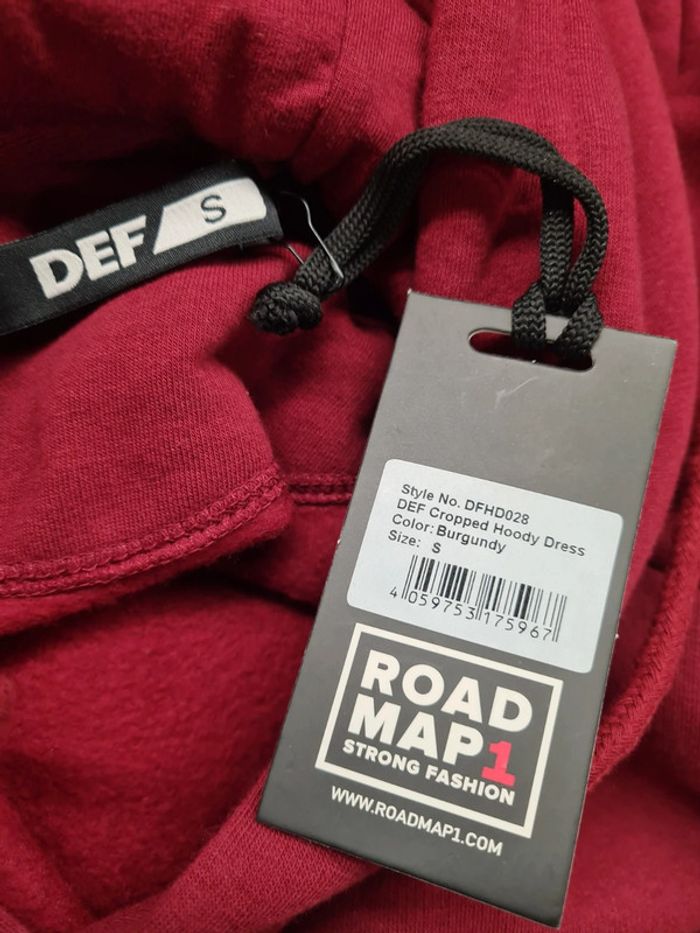 DEF S
Style No. DFHD028
DEF Cropped Hoody Dress
Color: Burgundy
Size: S
4 059753 175967
ROAD
MAP1
STRONG FASHION
WWW.ROADMAP1.COM